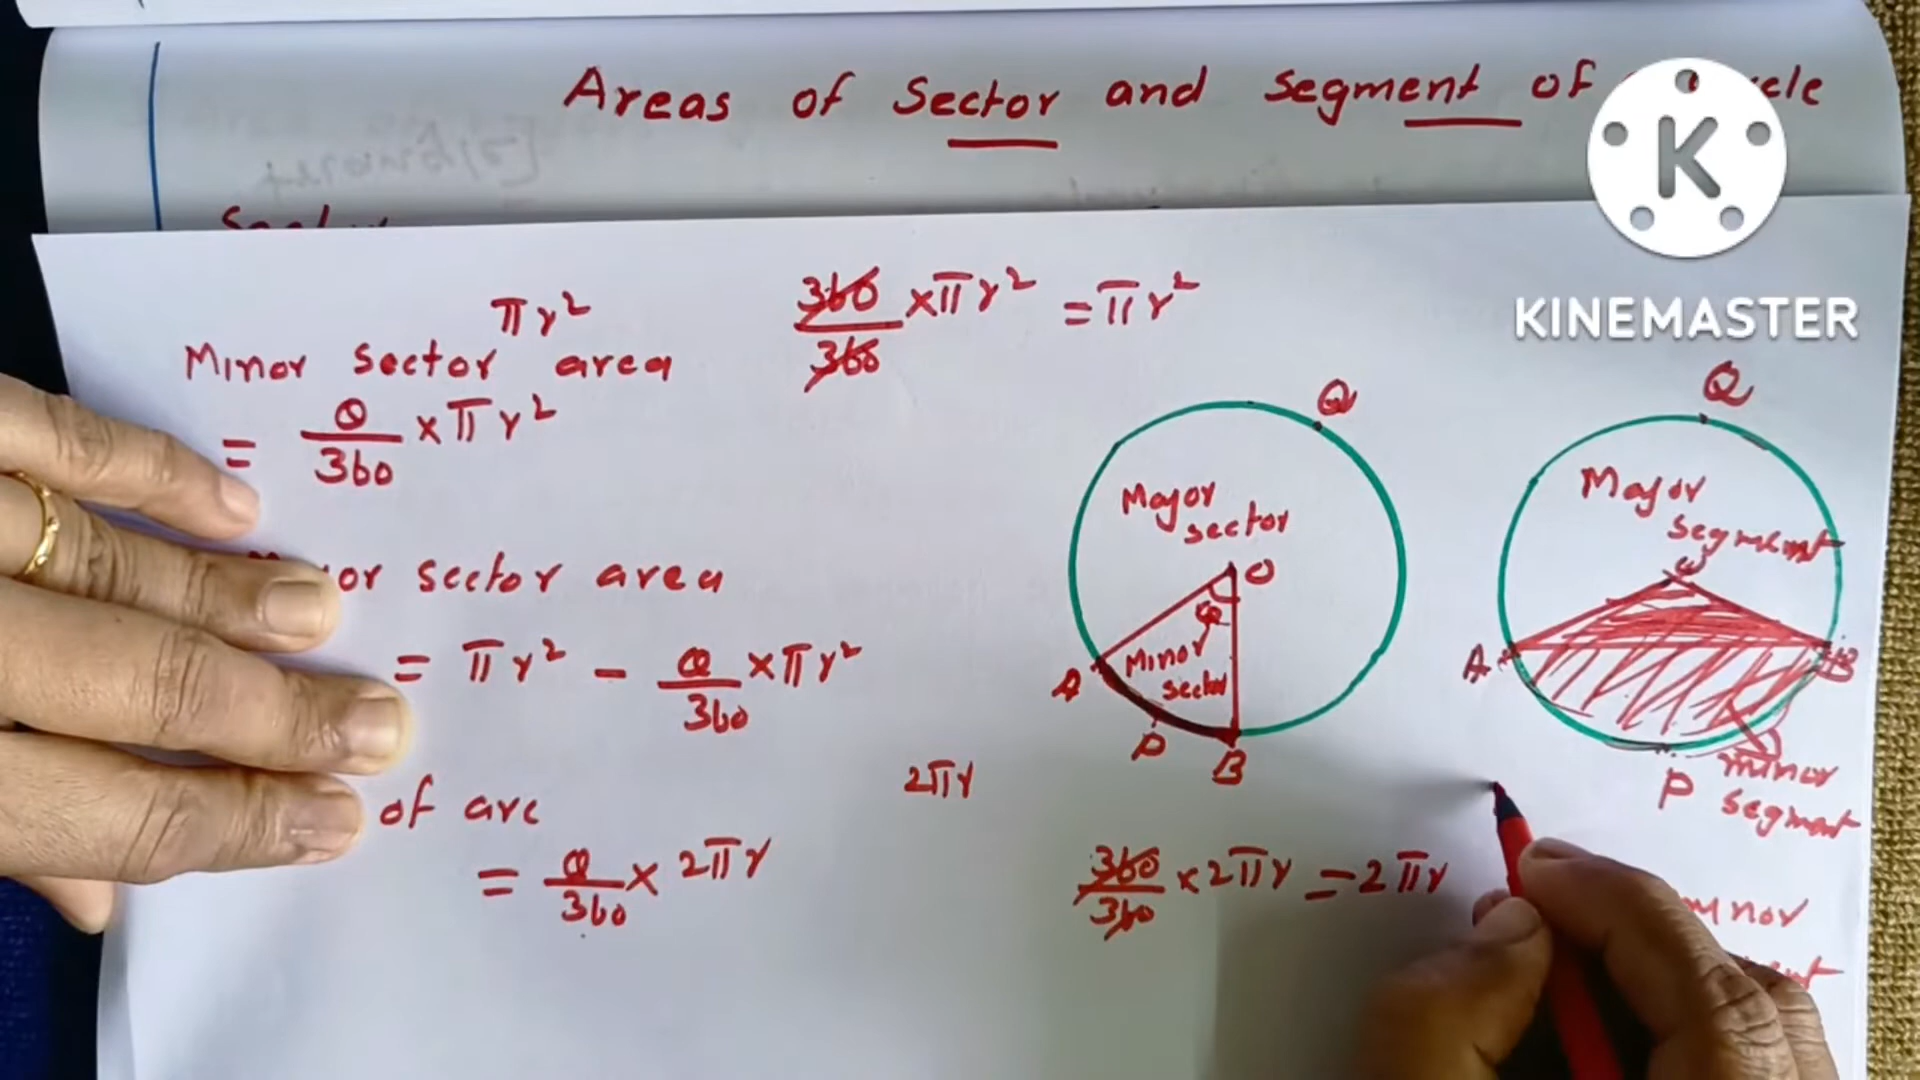 Areas of Sector and Segment of
πr²
360/360 × πr² = πr²
Minor sector area
= θ/360 × πr²
sector area
= πr² - θ/360 × πr²
of arc
= θ/360 × 2πr
2πr
360/360 × 2πr = 2πr
Q
Major
sector
O
θ
Minor
sector
A
P
B
Q
Major
segment
O
A
B
P
minor
segment
minor
KINEMASTER
K